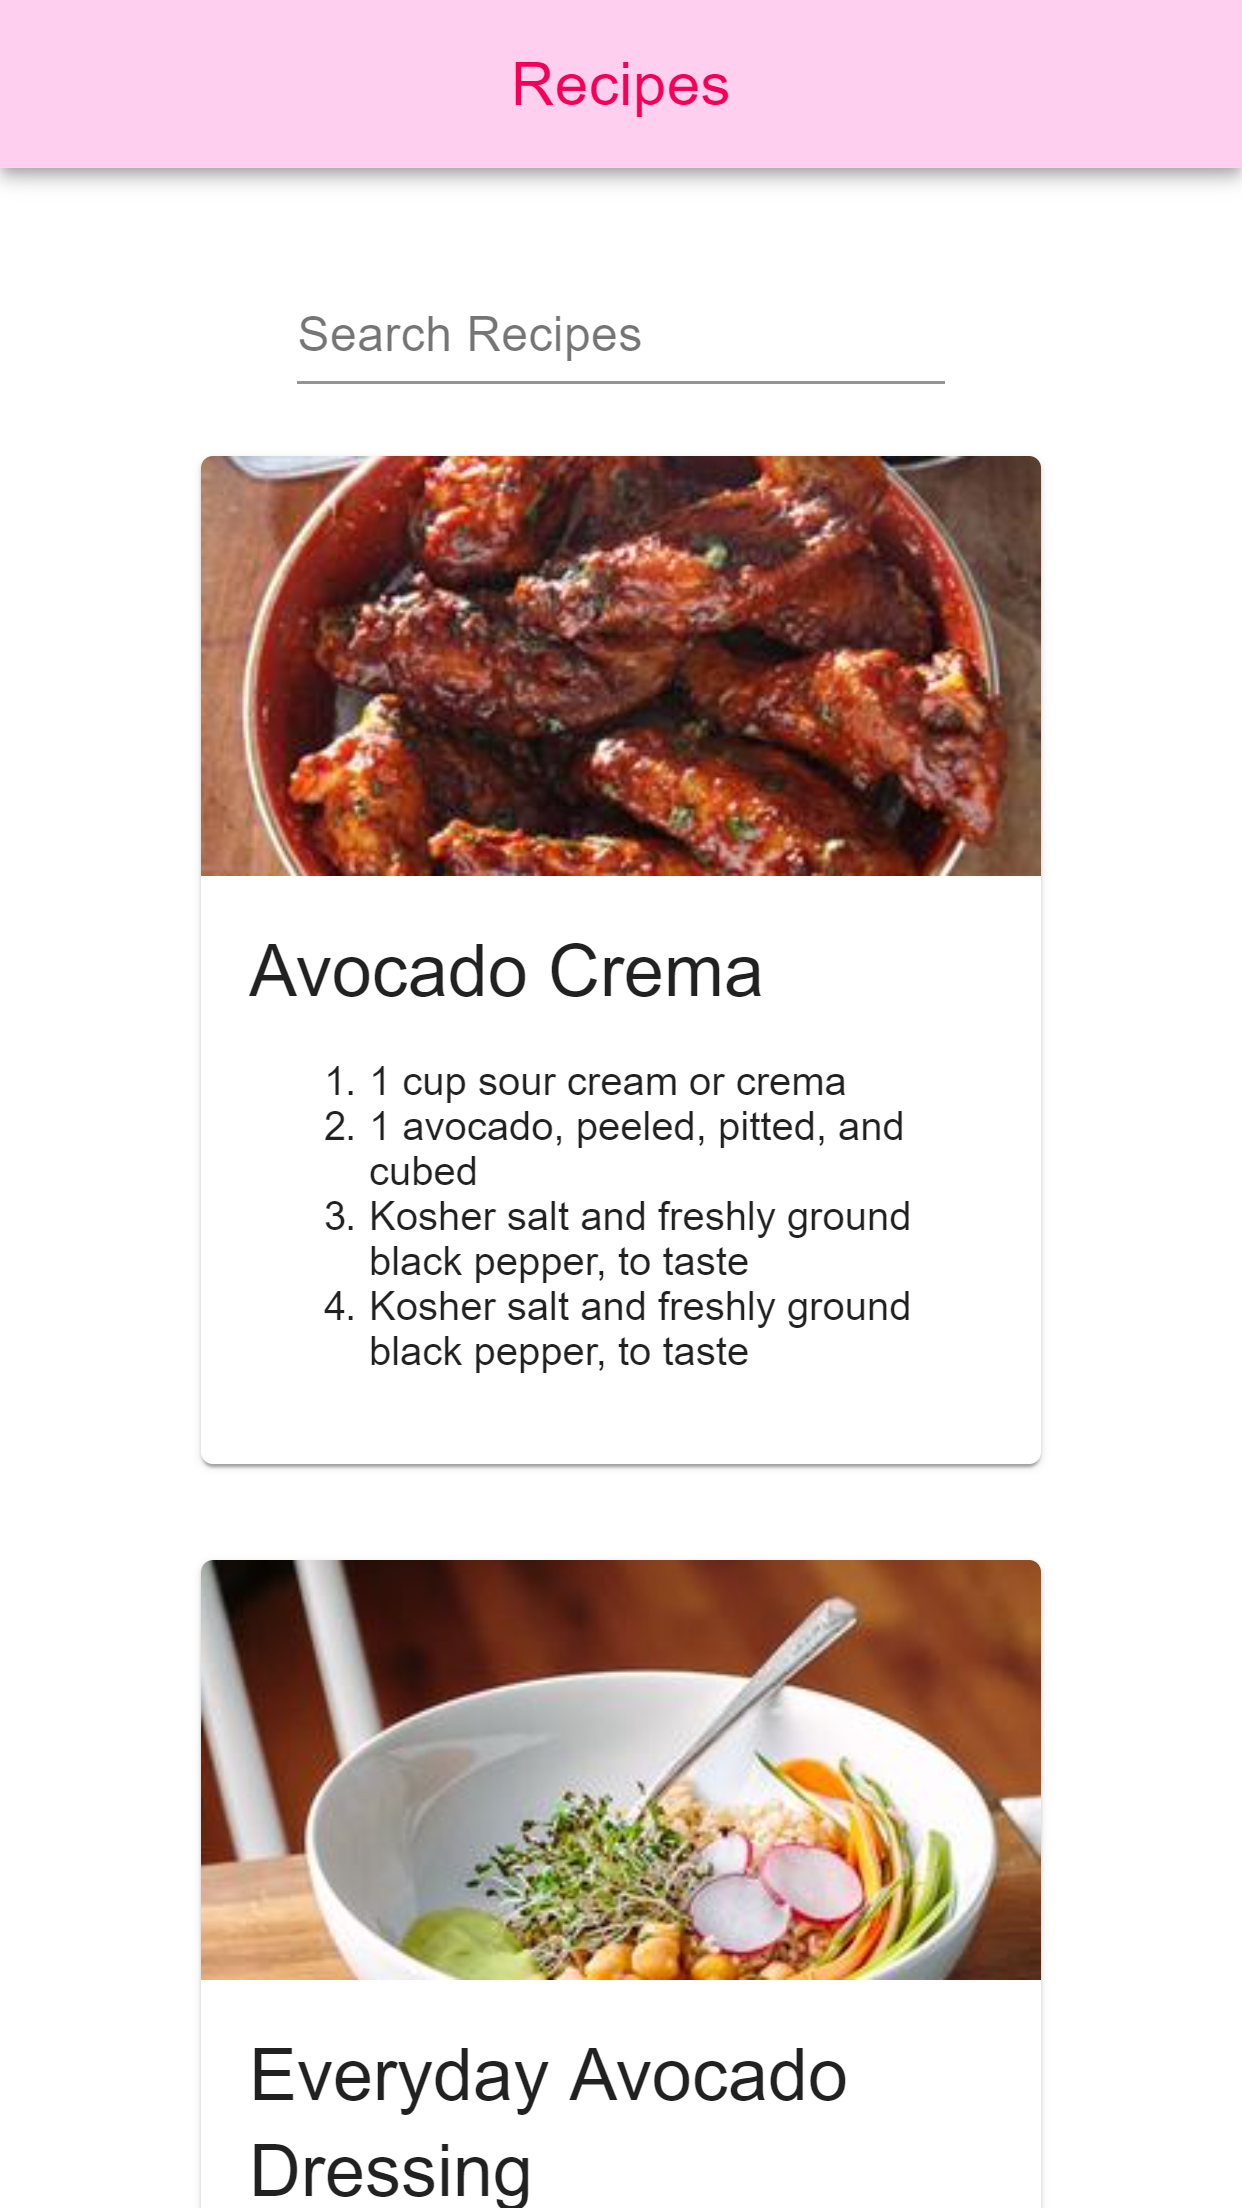 Recipes
Search Recipes
Avocado Crema
1. 1 cup sour cream or crema
2. 1 avocado, peeled, pitted, and
cubed
3. Kosher salt and freshly ground
black pepper, to taste
4. Kosher salt and freshly ground
black pepper, to taste
Everyday Avocado
Dressing